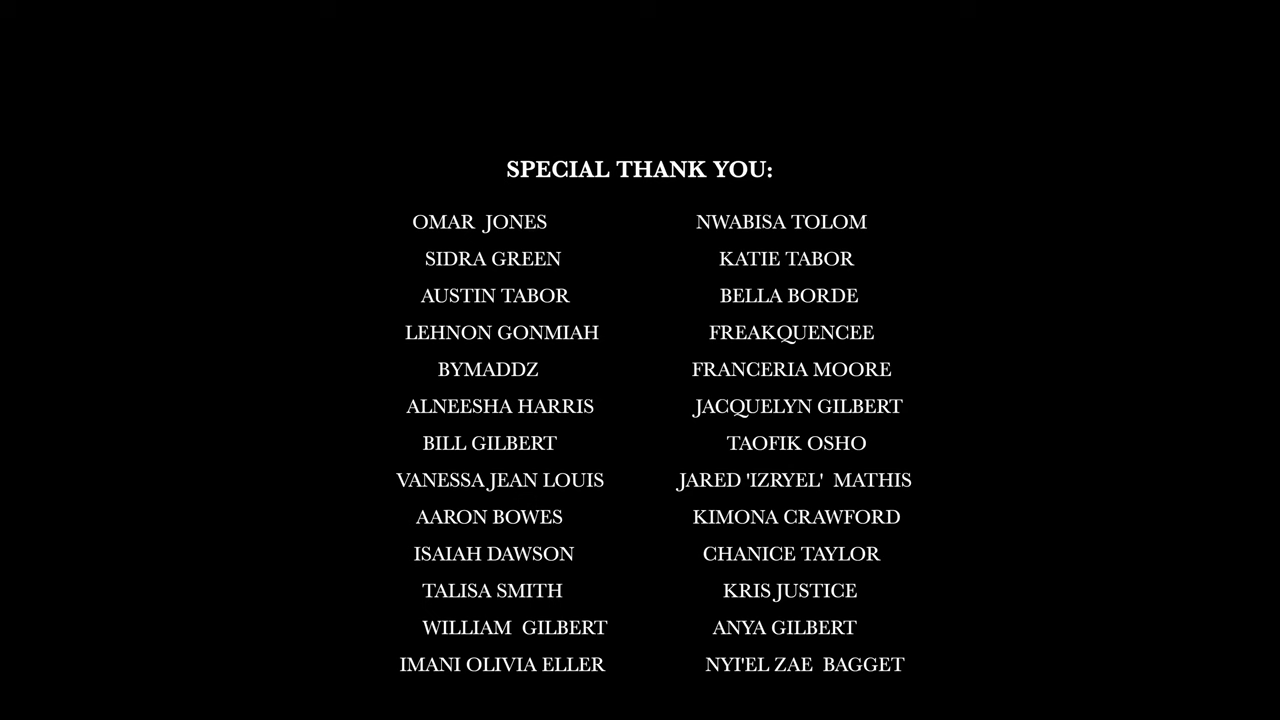 SPECIAL THANK YOU:
OMAR  JONES NWABISA TOLOM
SIDRA GREEN KATIE TABOR
AUSTIN TABOR BELLA BORDE
LEHNON GONMIAH FREAKQUENCEE
BYMADDZ FRANCERIA MOORE
ALNEESHA HARRIS JACQUELYN GILBERT
BILL GILBERT TAOFIK OSHO
VANESSA JEAN LOUIS JARED 'IZRYEL'  MATHIS
AARON BOWES KIMONA CRAWFORD
ISAIAH DAWSON CHANICE TAYLOR
TALISA SMITH KRIS JUSTICE
WILLIAM  GILBERT ANYA GILBERT
IMANI OLIVIA ELLER NYI'EL ZAE  BAGGET